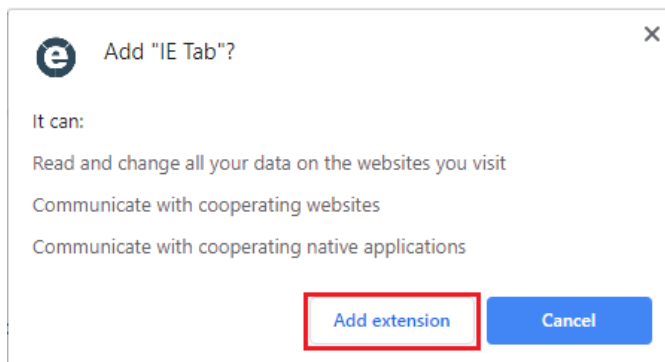 Add "IE Tab"?
It can:
Read and change all your data on the websites you visit
Communicate with cooperating websites
Communicate with cooperating native applications
Add extension
Cancel